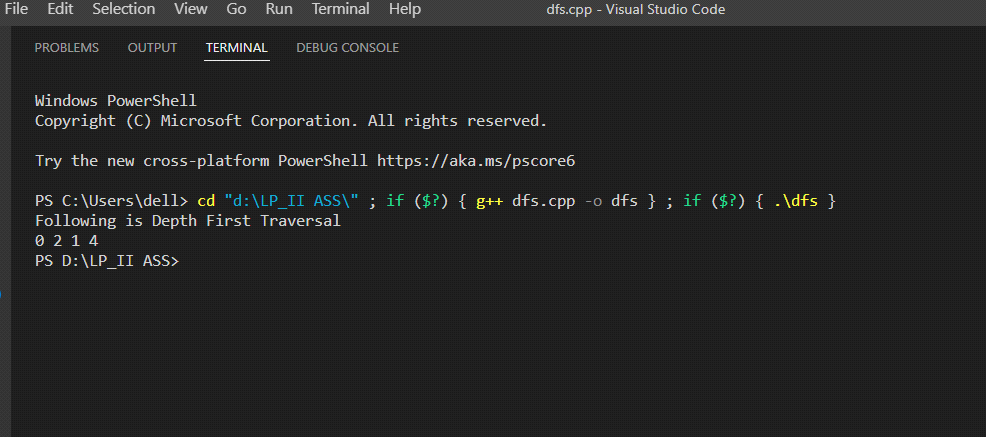 File Edit Selection View Go Run Terminal Help dfs.cpp - Visual Studio Code
PROBLEMS OUTPUT TERMINAL DEBUG CONSOLE
Windows PowerShell
Copyright (C) Microsoft Corporation. All rights reserved.
Try the new cross-platform PowerShell https://aka.ms/pscore6
PS C:\Users\dell> cd "d:\LP_II ASS\" ; if ($?) { g++ dfs.cpp -o dfs } ; if ($?) { .\dfs }
Following is Depth First Traversal
0 2 1 4
PS D:\LP_II ASS>